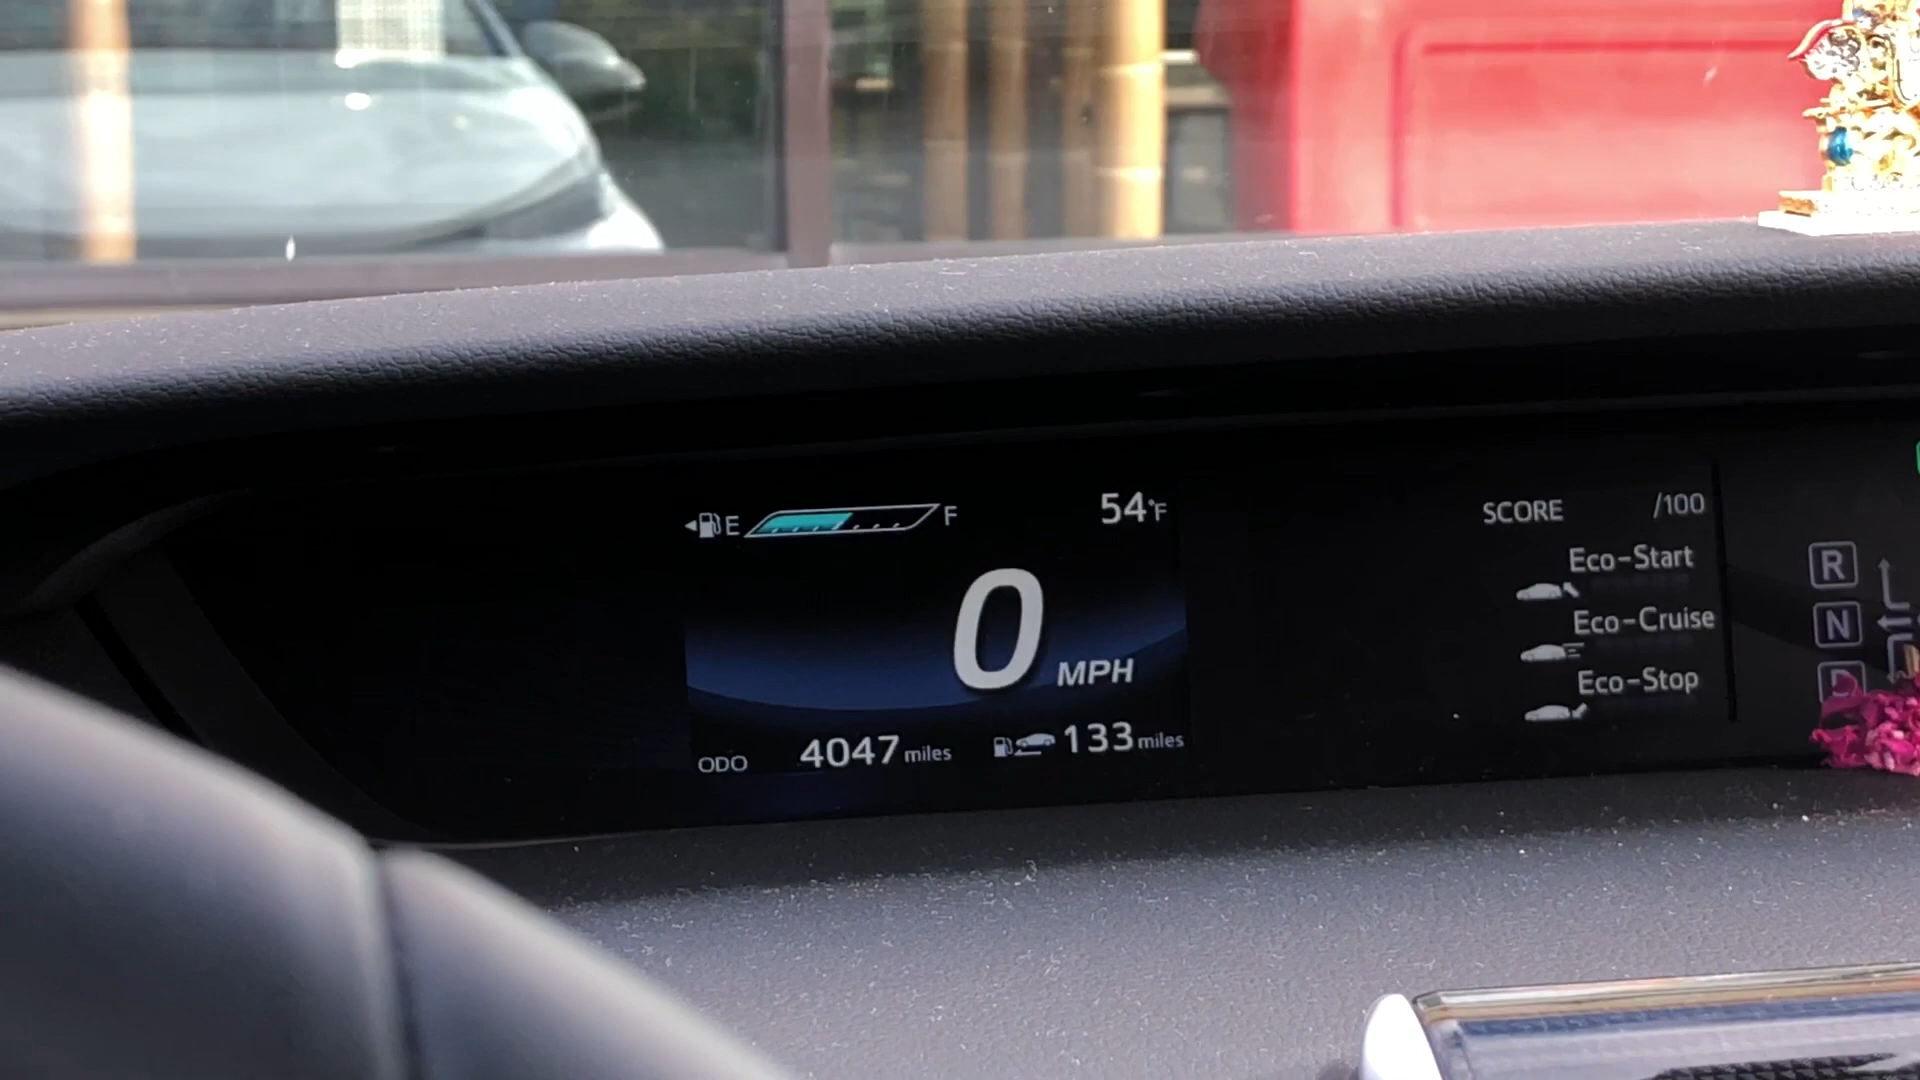 E F 54°F
0 MPH
ODO 4047 miles 133 miles
SCORE /100
Eco-Start
Eco-Cruise
Eco-Stop
R
N
D